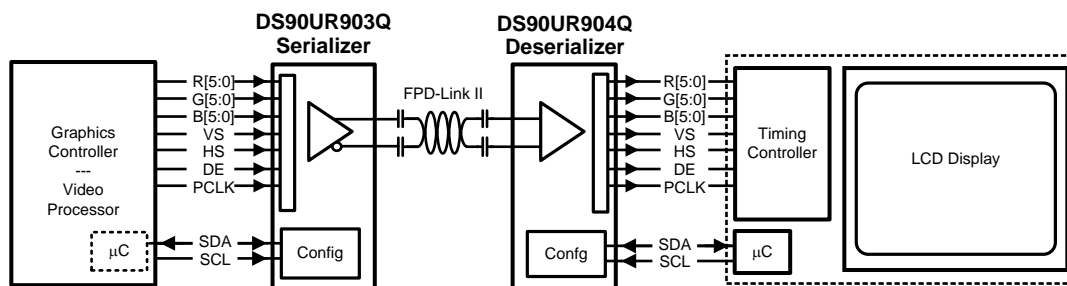 DS90UR903Q
Serializer
DS90UR904Q
Deserializer
Graphics
Controller
---
Video
Processor
µC
R[5:0]
G[5:0]
B[5:0]
VS
HS
DE
PCLK
SDA
SCL
Config
FPD-Link II
Confg
R[5:0]
G[5:0]
B[5:0]
VS
HS
DE
PCLK
SDA
SCL
Timing
Controller
µC
LCD Display